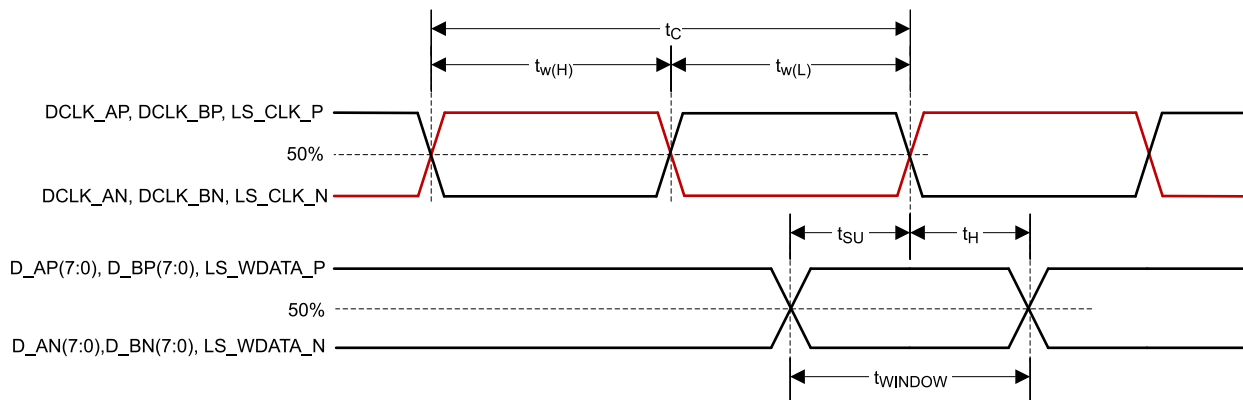 tC
tw(H) tw(L)
DCLK_AP, DCLK_BP, LS_CLK_P
50%
DCLK_AN, DCLK_BN, LS_CLK_N
tSU tH
D_AP(7:0), D_BP(7:0), LS_WDATA_P
50%
D_AN(7:0),D_BN(7:0), LS_WDATA_N
tWINDOW